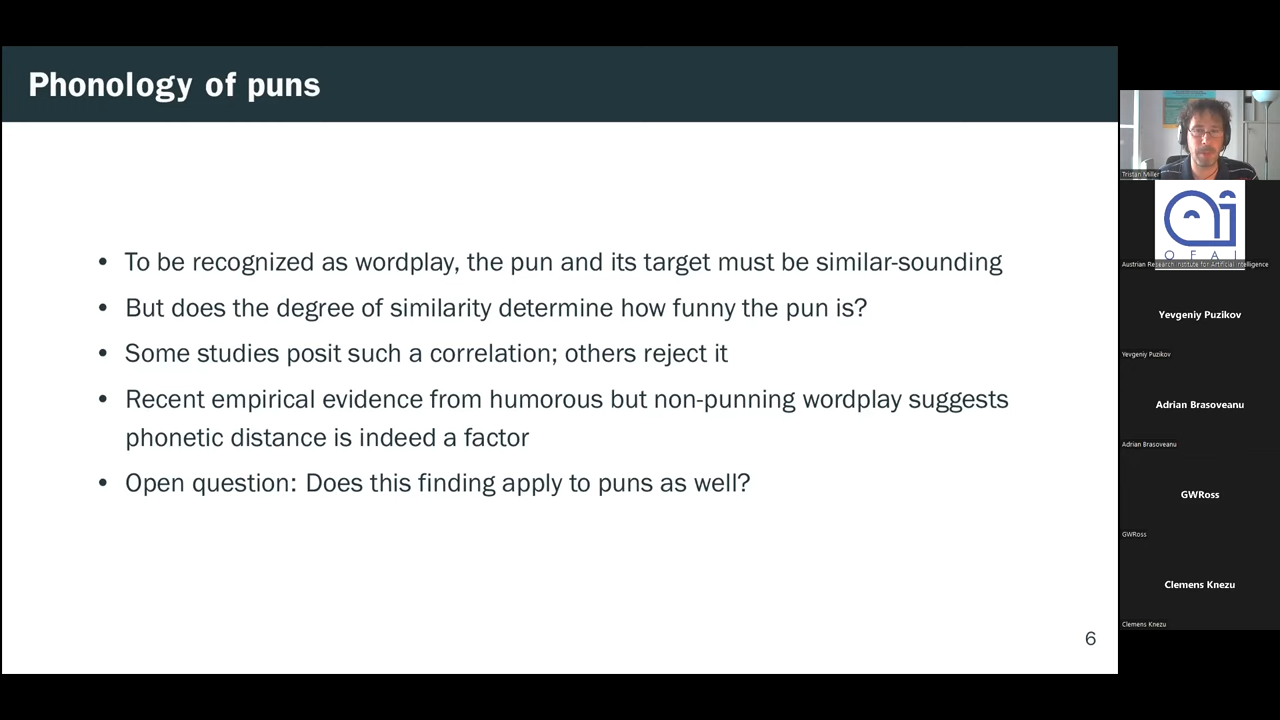 Phonology of puns
• To be recognized as wordplay, the pun and its target must be similar-sounding
• But does the degree of similarity determine how funny the pun is?
• Some studies posit such a correlation; others reject it
• Recent empirical evidence from humorous but non-punning wordplay suggests
phonetic distance is indeed a factor
• Open question: Does this finding apply to puns as well?
6
Tristan Miller
OFAI
Austrian Research Institute for Artificial Intelligence
Yevgeniy Puzikov
Yevgeniy Puzikov
Adrian Brasoveanu
Adrian Brasoveanu
GWRoss
GWRoss
Clemens Knezu
Clemens Knezu